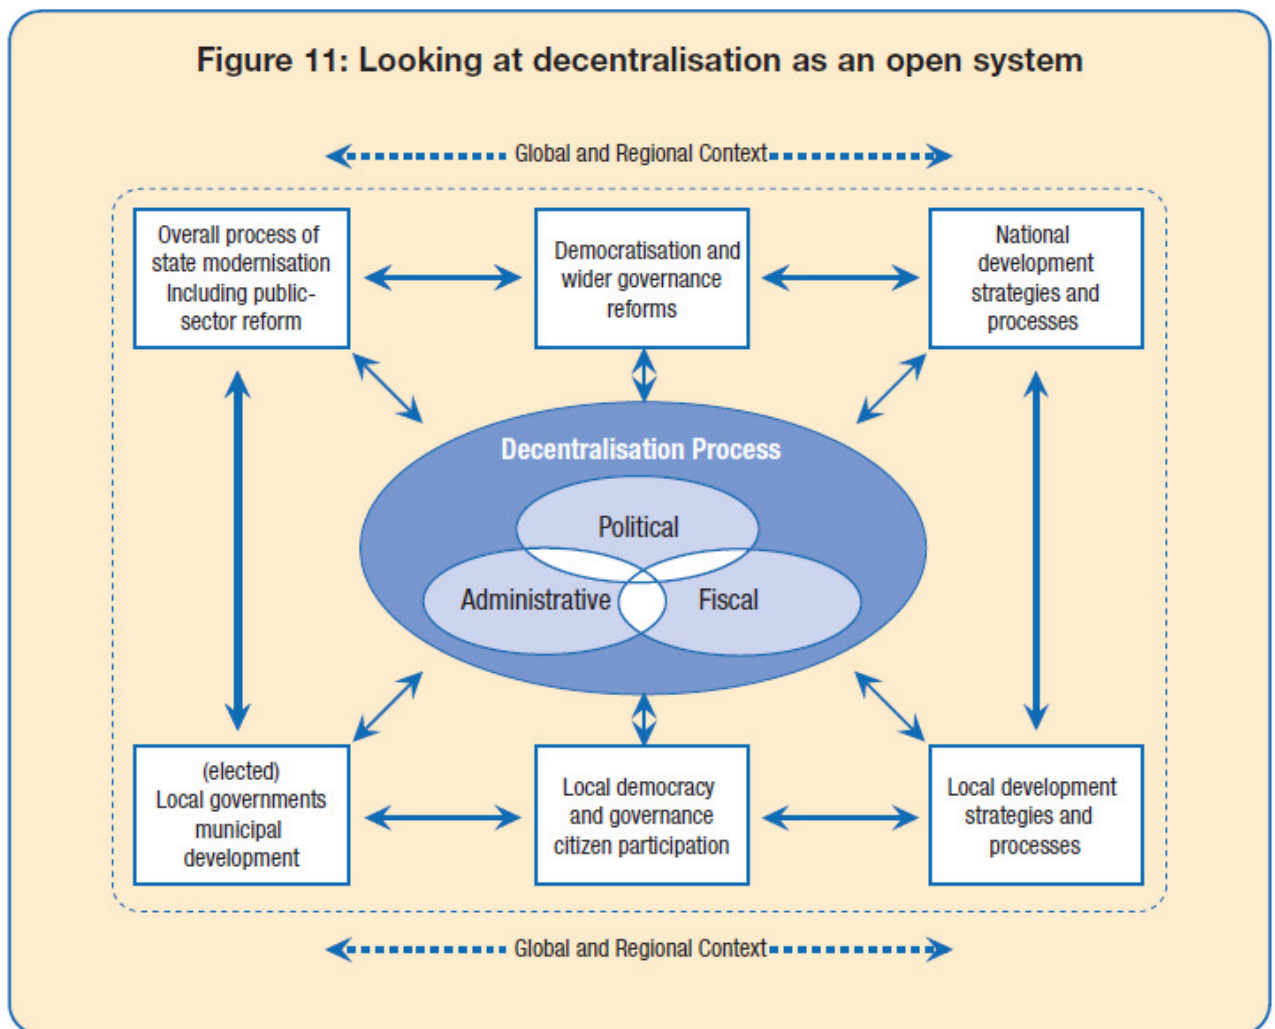 Figure 11: Looking at decentralisation as an open system
Global and Regional Context
Overall process of
state modernisation
Including public-
sector reform
Democratisation and
wider governance
reforms
National
development
strategies and
processes
Decentralisation Process
Political
Administrative
Fiscal
(elected)
Local governments
municipal
development
Local democracy
and governance
citizen participation
Local development
strategies and
processes
Global and Regional Context